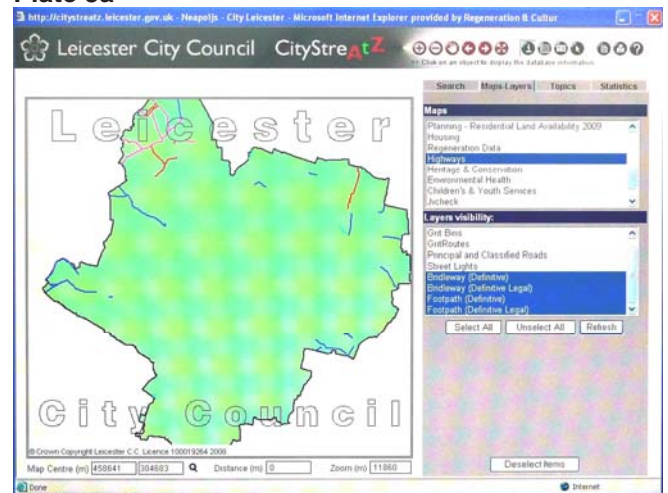 http://citystreatz.leicester.gov.uk - Neapoljs - City Leicester - Microsoft Internet Explorer provided by Regeneration & Cultur
Leicester City Council CityStreAtZ
>> Click on an object to display the database information.
Search Maps-Layers Topics Statistics
Maps
Planning - Residential Land Availability 2009
Housing
Regeneration Data
Highways
Heritage & Conservation
Environmental Health
Children's & Youth Services
Jvcheck
Layers visibility:
Grit Bins
GritRoutes
Principal and Classified Roads
Street Lights
Bridleway (Definitive)
Bridleway (Definitive Legal)
Footpath (Definitive)
Footpath (Definitive Legal)
Select All Unselect All Refresh
Leicester
City Council
© Crown Copyright Leicester C.C. Licence 100019264 2008
Map Centre (m) 458641 304683 Distance (m) 0 Zoom (m) 11860
Deselect Items
Done Internet